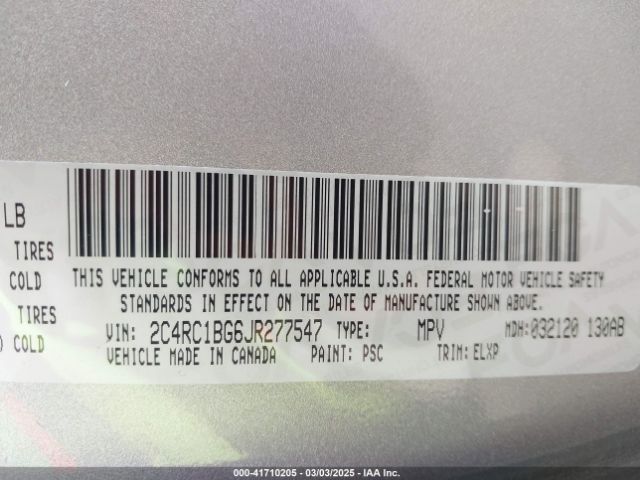 LB
TIRES
COLD
THIS VEHICLE CONFORMS TO ALL APPLICABLE U.S.A. FEDERAL MOTOR VEHICLE SAFETY
TIRES
STANDARDS IN EFFECT ON THE DATE OF MANUFACTURE SHOWN ABOVE.
) COLD
VIN: 2C4RC1BG6JR277547 TYPE: MPV MDH: 032120 130AB
VEHICLE MADE IN CANADA PAINT: PSC TRIM: ELXP
000-41710205 - 03/03/2025 - IAA Inc.